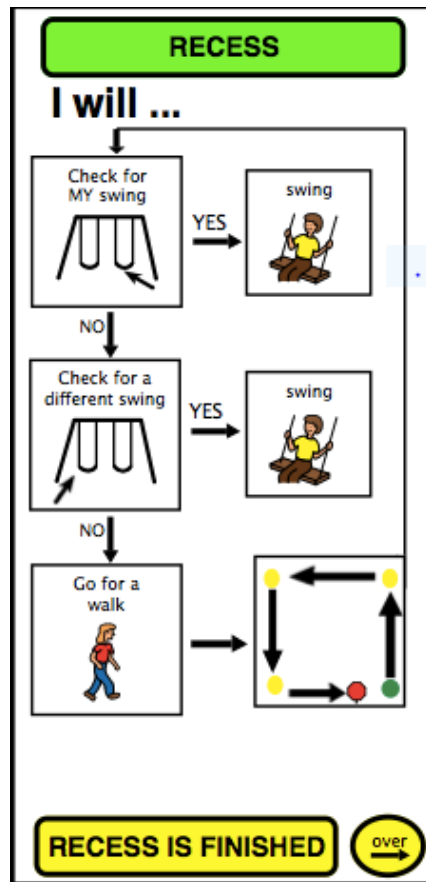 RECESS
I will ...
Check for
MY swing
YES
swing
NO
Check for a
different swing
YES
swing
NO
Go for a
walk
RECESS IS FINISHED
over